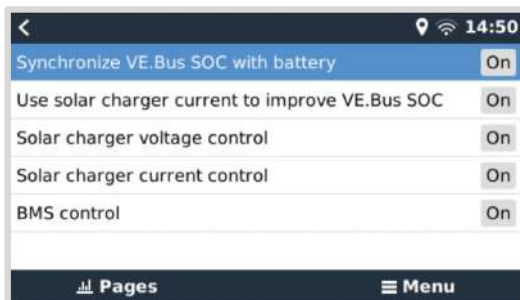 14:50
Synchronize VE.Bus SOC with battery On
Use solar charger current to improve VE.Bus SOC On
Solar charger voltage control On
Solar charger current control On
BMS control On
Pages Menu